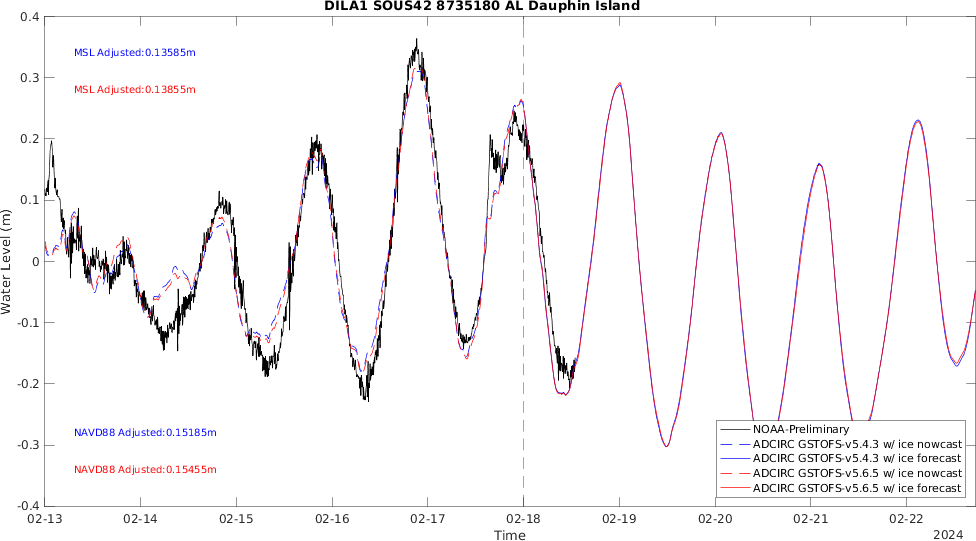 DILA1 SOUS42 8735180 AL Dauphin Island
0.4
0.3
0.2
0.1
0
-0.1
-0.2
-0.3
-0.4
Water Level (m)
MSL Adjusted:0.13585m
MSL Adjusted:0.13855m
NAVD88 Adjusted:0.15185m
NAVD88 Adjusted:0.15455m
NOAA-Preliminary
ADCIRC GSTOFS-v5.4.3 w/ ice nowcast
ADCIRC GSTOFS-v5.4.3 w/ ice forecast
ADCIRC GSTOFS-v5.6.5 w/ ice nowcast
ADCIRC GSTOFS-v5.6.5 w/ ice forecast
02-13 02-14 02-15 02-16 02-17 02-18 02-19 02-20 02-21 02-22
Time
2024